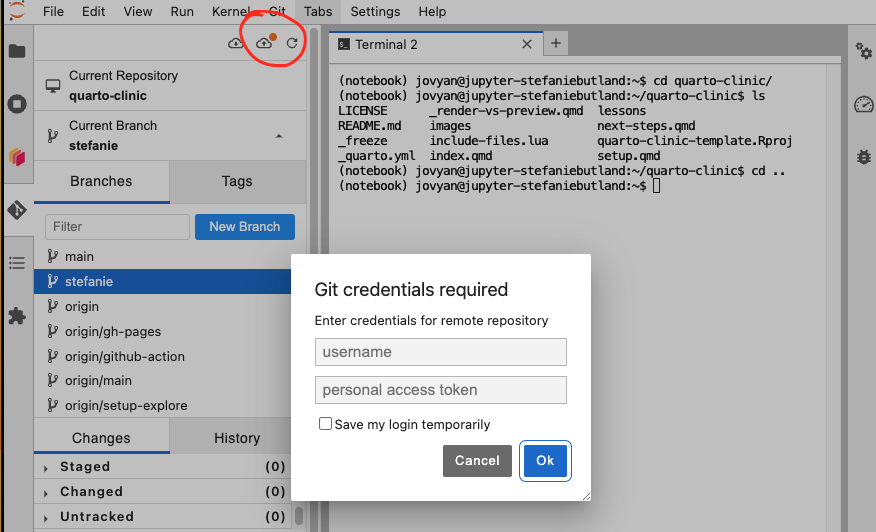 File Edit View Run Kernel Git Tabs Settings Help
Terminal 2
Current Repository
quarto-clinic
Current Branch
stefanie
Branches Tags
Filter New Branch
main
stefanie
origin
origin/gh-pages
origin/github-action
origin/main
origin/setup-explore
Changes History
Staged (0)
Changed (0)
Untracked (0)
(notebook) jovyan@jupyter-stefaniebutland:~$ cd quarto-clinic/
(notebook) jovyan@jupyter-stefaniebutland:~/quarto-clinic$ ls
LICENSE _render-vs-preview.qmd lessons
README.md images next-steps.qmd
_freeze include-files.lua quarto-clinic-template.Rproj
_quarto.yml index.qmd setup.qmd
(notebook) jovyan@jupyter-stefaniebutland:~/quarto-clinic$ cd ..
(notebook) jovyan@jupyter-stefaniebutland:~$
Git credentials required
Enter credentials for remote repository
username
personal access token
Save my login temporarily
Cancel Ok